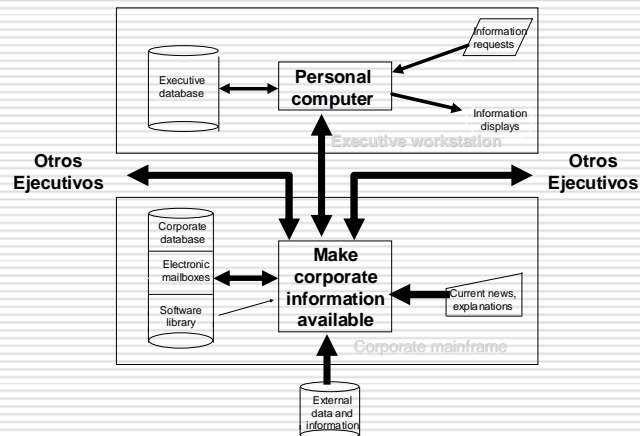 Information
requests
Executive
database
Personal
computer
Information
displays
Executive workstation
Otros
Ejecutivos
Otros
Ejecutivos
Corporate
database
Electronic
mailboxes
Software
library
Make
corporate
information
available
Current news,
explanations
Corporate mainframe
External
data and
information